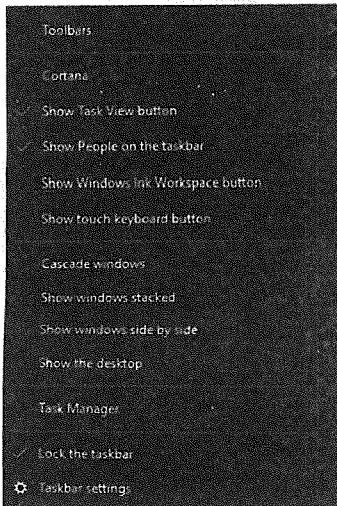 Toolbars
Cortana
Show Task View button
Show People on the taskbar
Show Windows Ink Workspace button
Show touch keyboard button
Cascade windows
Show windows stacked
Show windows side by side
Show the desktop
Task Manager
Lock the taskbar
Taskbar settings